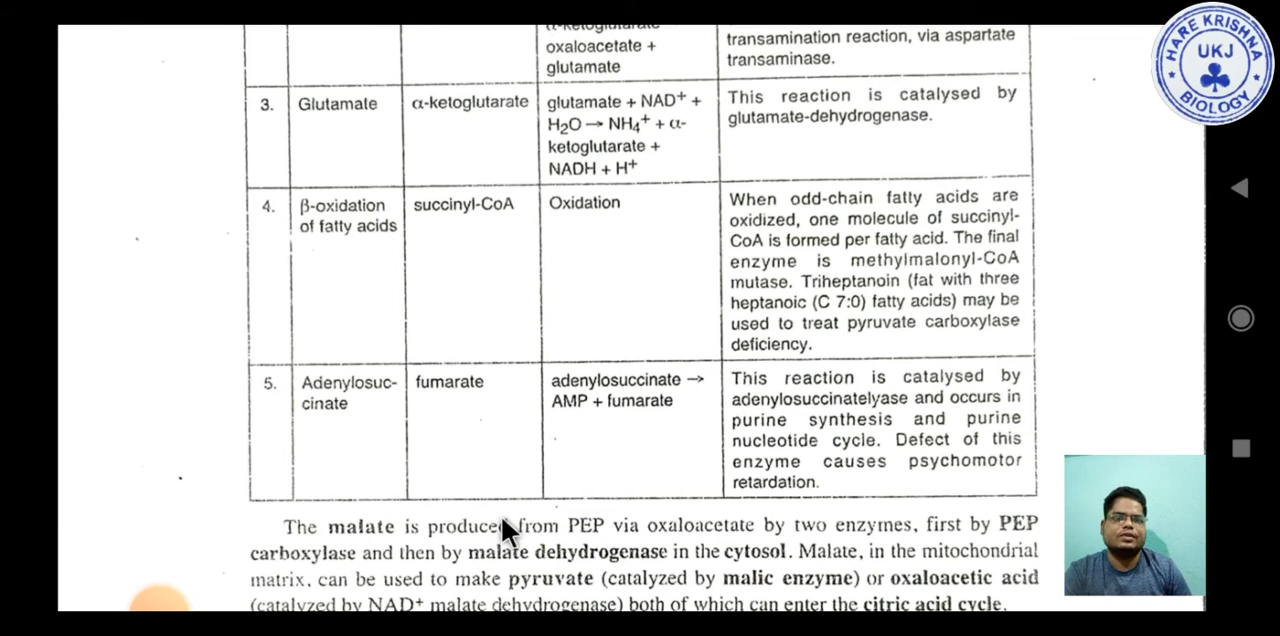 α-ketoglutarate
oxaloacetate +
glutamate
transamination reaction, via aspartate
transaminase.
3.
Glutamate
α-ketoglutarate
glutamate + NAD+ +
H2O → NH4+ + α-
ketoglutarate +
NADH + H+
This reaction is catalysed by
glutamate-dehydrogenase.
4.
β-oxidation
of fatty acids
succinyl-CoA
Oxidation
When odd-chain fatty acids are
oxidized, one molecule of succinyl-
CoA is formed per fatty acid. The final
enzyme is methylmalonyl-CoA
mutase. Triheptanoin (fat with three
heptanoic (C 7:0) fatty acids) may be
used to treat pyruvate carboxylase
deficiency.
5.
Adenylosuc-
cinate
fumarate
adenylosuccinate →
AMP + fumarate
This reaction is catalysed by
adenylosuccinatelyase and occurs in
purine synthesis and purine
nucleotide cycle. Defect of this
enzyme causes psychomotor
retardation.
The malate is produced from PEP via oxaloacetate by two enzymes, first by PEP
carboxylase and then by malate dehydrogenase in the cytosol. Malate, in the mitochondrial
matrix, can be used to make pyruvate (catalyzed by malic enzyme) or oxaloacetic acid
(catalyzed by NAD+ malate dehydrogenase) both of which can enter the citric acid cycle.
HARE KRISHNA
UKJ
BIOLOGY